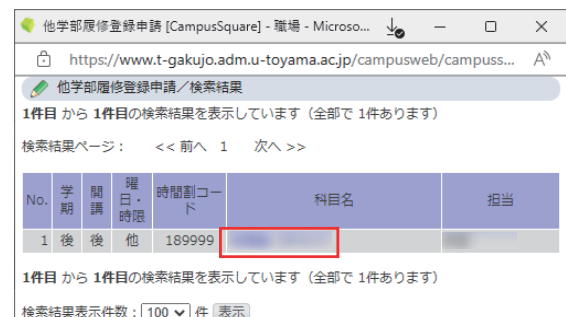 他学部履修登録申請 [CampusSquare] - 職場 - Microso...
https://www.t-gakujo.adm.u-toyama.ac.jp/campusweb/campuss...
他学部履修登録申請／検索結果
1件目 から 1件目の検索結果を表示しています（全部で 1件あります）
検索結果ページ： << 前へ 1 次へ >>
No. 学期 開講 曜日・時限 時間割コード 科目名 担当
1 後 後 他 189999
1件目 から 1件目の検索結果を表示しています（全部で 1件あります）
検索結果表示件数：100 件 表示